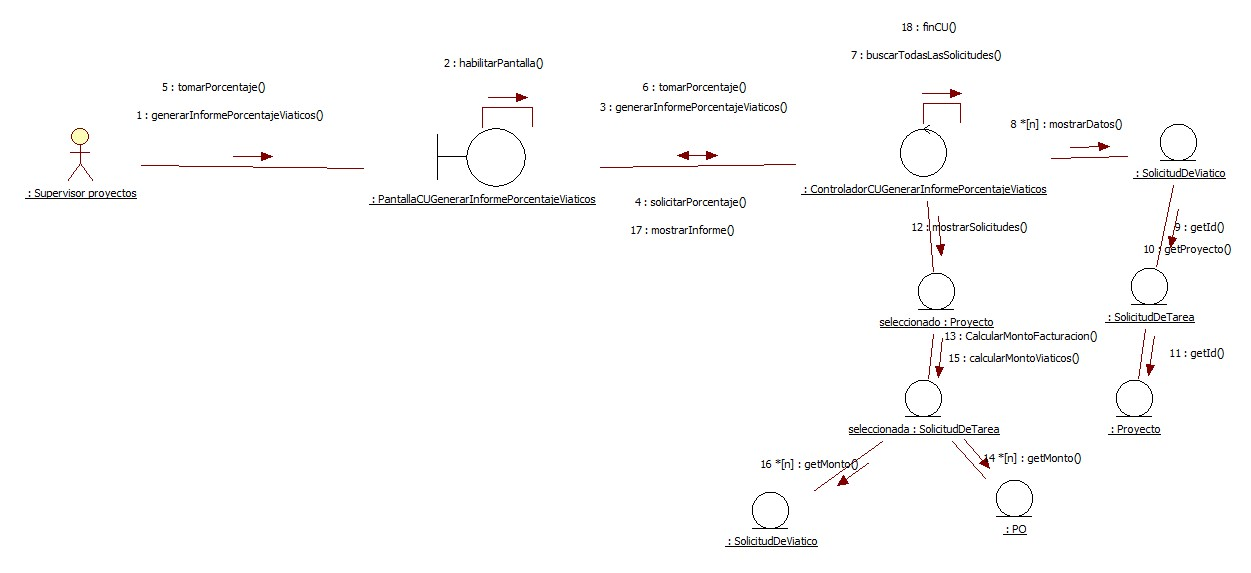 18 : finCU()
7 : buscarTodasLasSolicitudes()
2 : habilitarPantalla()
5 : tomarPorcentaje()
6 : tomarPorcentaje()
1 : generarInformePorcentajeViaticos()
3 : generarInformePorcentajeViaticos()
8 *[n] : mostrarDatos()
: Supervisor proyectos
: PantallaCUGenerarInformePorcentajeViaticos
: ControladorCUGenerarInformePorcentajeViaticos
: SolicitudDeViatico
4 : solicitarPorcentaje()
17 : mostrarInforme()
12 : mostrarSolicitudes()
9 : getId()
10 : getProyecto()
seleccionado : Proyecto
: SolicitudDeTarea
13 : CalcularMontoFacturacion()
15 : calcularMontoViaticos()
11 : getId()
seleccionada : SolicitudDeTarea
: Proyecto
16 *[n] : getMonto()
14 *[n] : getMonto()
: SolicitudDeViatico
: PO